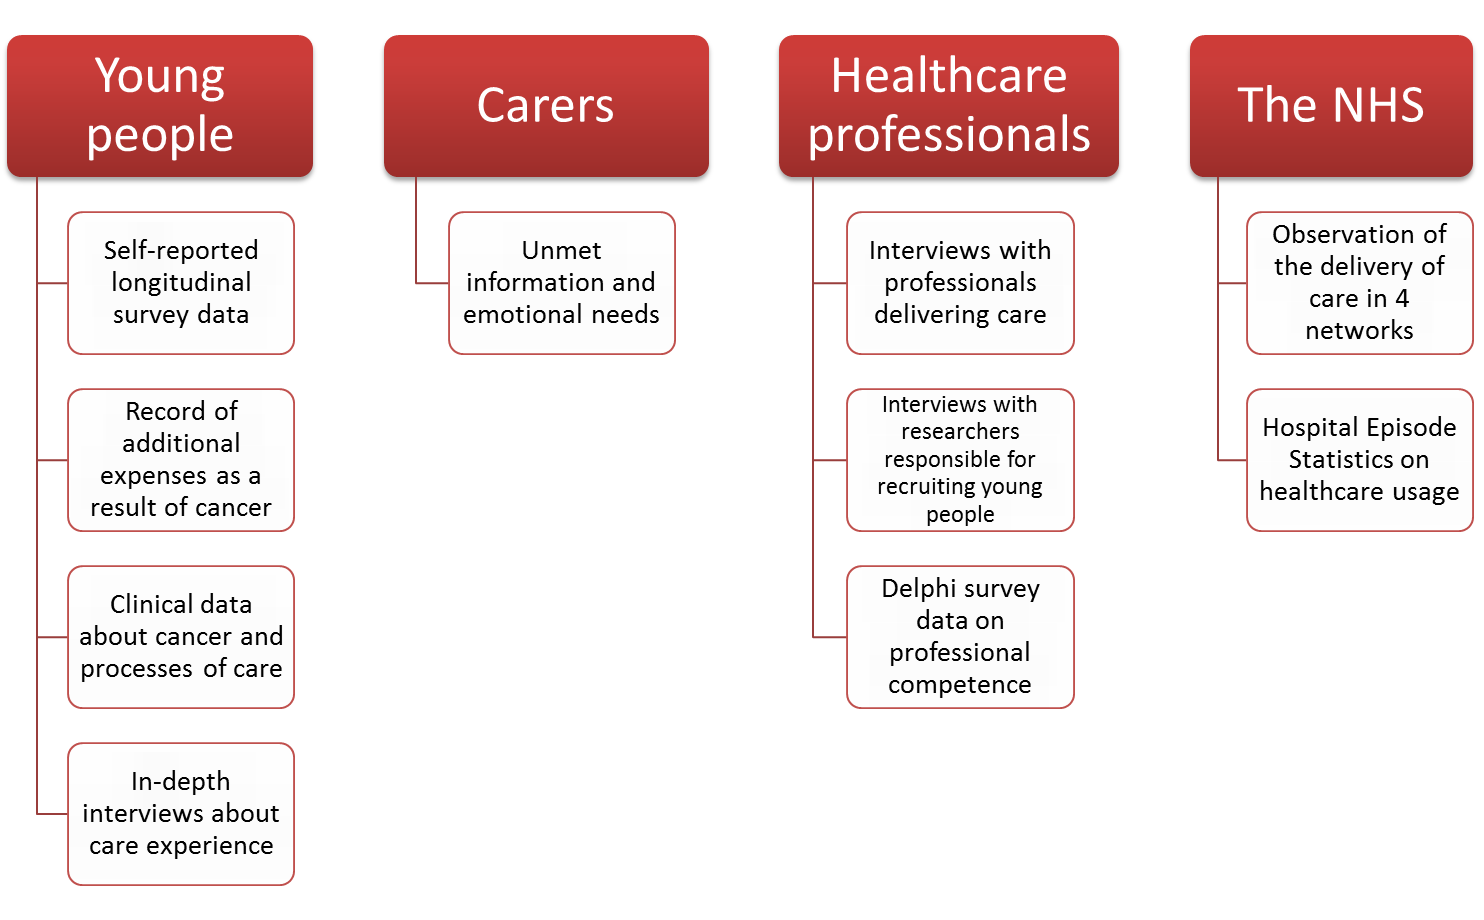 Young
people
Self-reported
longitudinal
survey data
Record of
additional
expenses as a
result of cancer
Clinical data
about cancer and
processes of care
In-depth
interviews about
care experience
Carers
Unmet
information and
emotional needs
Healthcare
professionals
Interviews with
professionals
delivering care
Interviews with
researchers
responsible for
recruiting young
people
Delphi survey
data on
professional
competence
The NHS
Observation of
the delivery of
care in 4
networks
Hospital Episode
Statistics on
healthcare usage